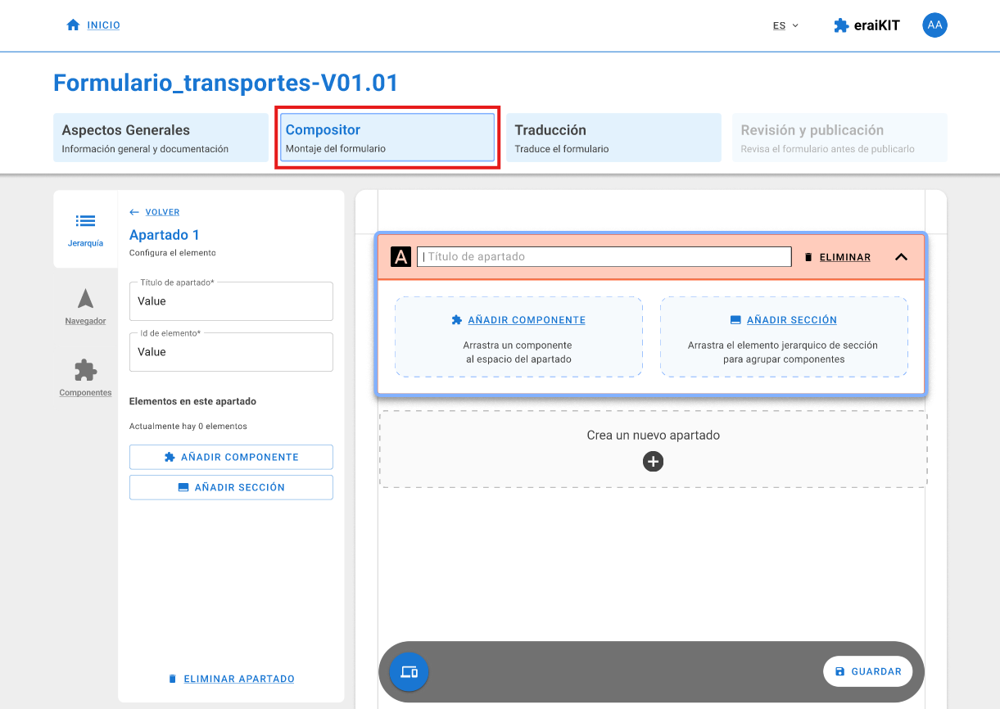 INICIO
ES
eraiKIT
AA
Formulario_transportes-V01.01
Aspectos Generales
Información general y documentación
Compositor
Montaje del formulario
Traducción
Traduce el formulario
Revisión y publicación
Revisa el formulario antes de publicarlo
Jerarquía
Navegador
Componentes
VOLVER
Apartado 1
Configura el elemento
Título de apartado*
Value
Id de elemento*
Value
Elementos en este apartado
Actualmente hay 0 elementos
AÑADIR COMPONENTE
AÑADIR SECCIÓN
ELIMINAR APARTADO
A
Título de apartado
ELIMINAR
AÑADIR COMPONENTE
Arrastra un componente
al espacio del apartado
AÑADIR SECCIÓN
Arrastra el elemento jerarquico de sección
para agrupar componentes
Crea un nuevo apartado
GUARDAR